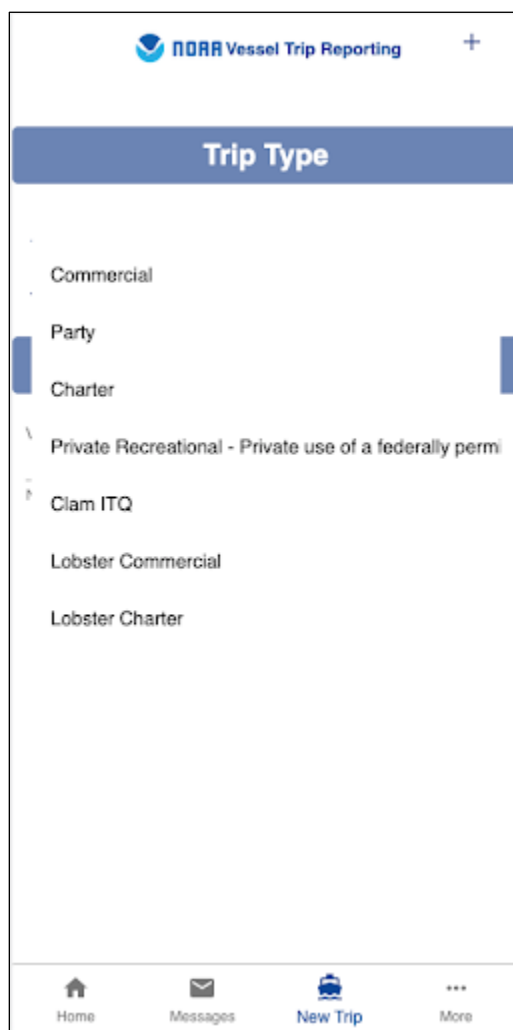 NOAA Vessel Trip Reporting +
Trip Type
Commercial
Party
Charter
Private Recreational - Private use of a federally permi
Clam ITQ
Lobster Commercial
Lobster Charter
Home Messages New Trip More